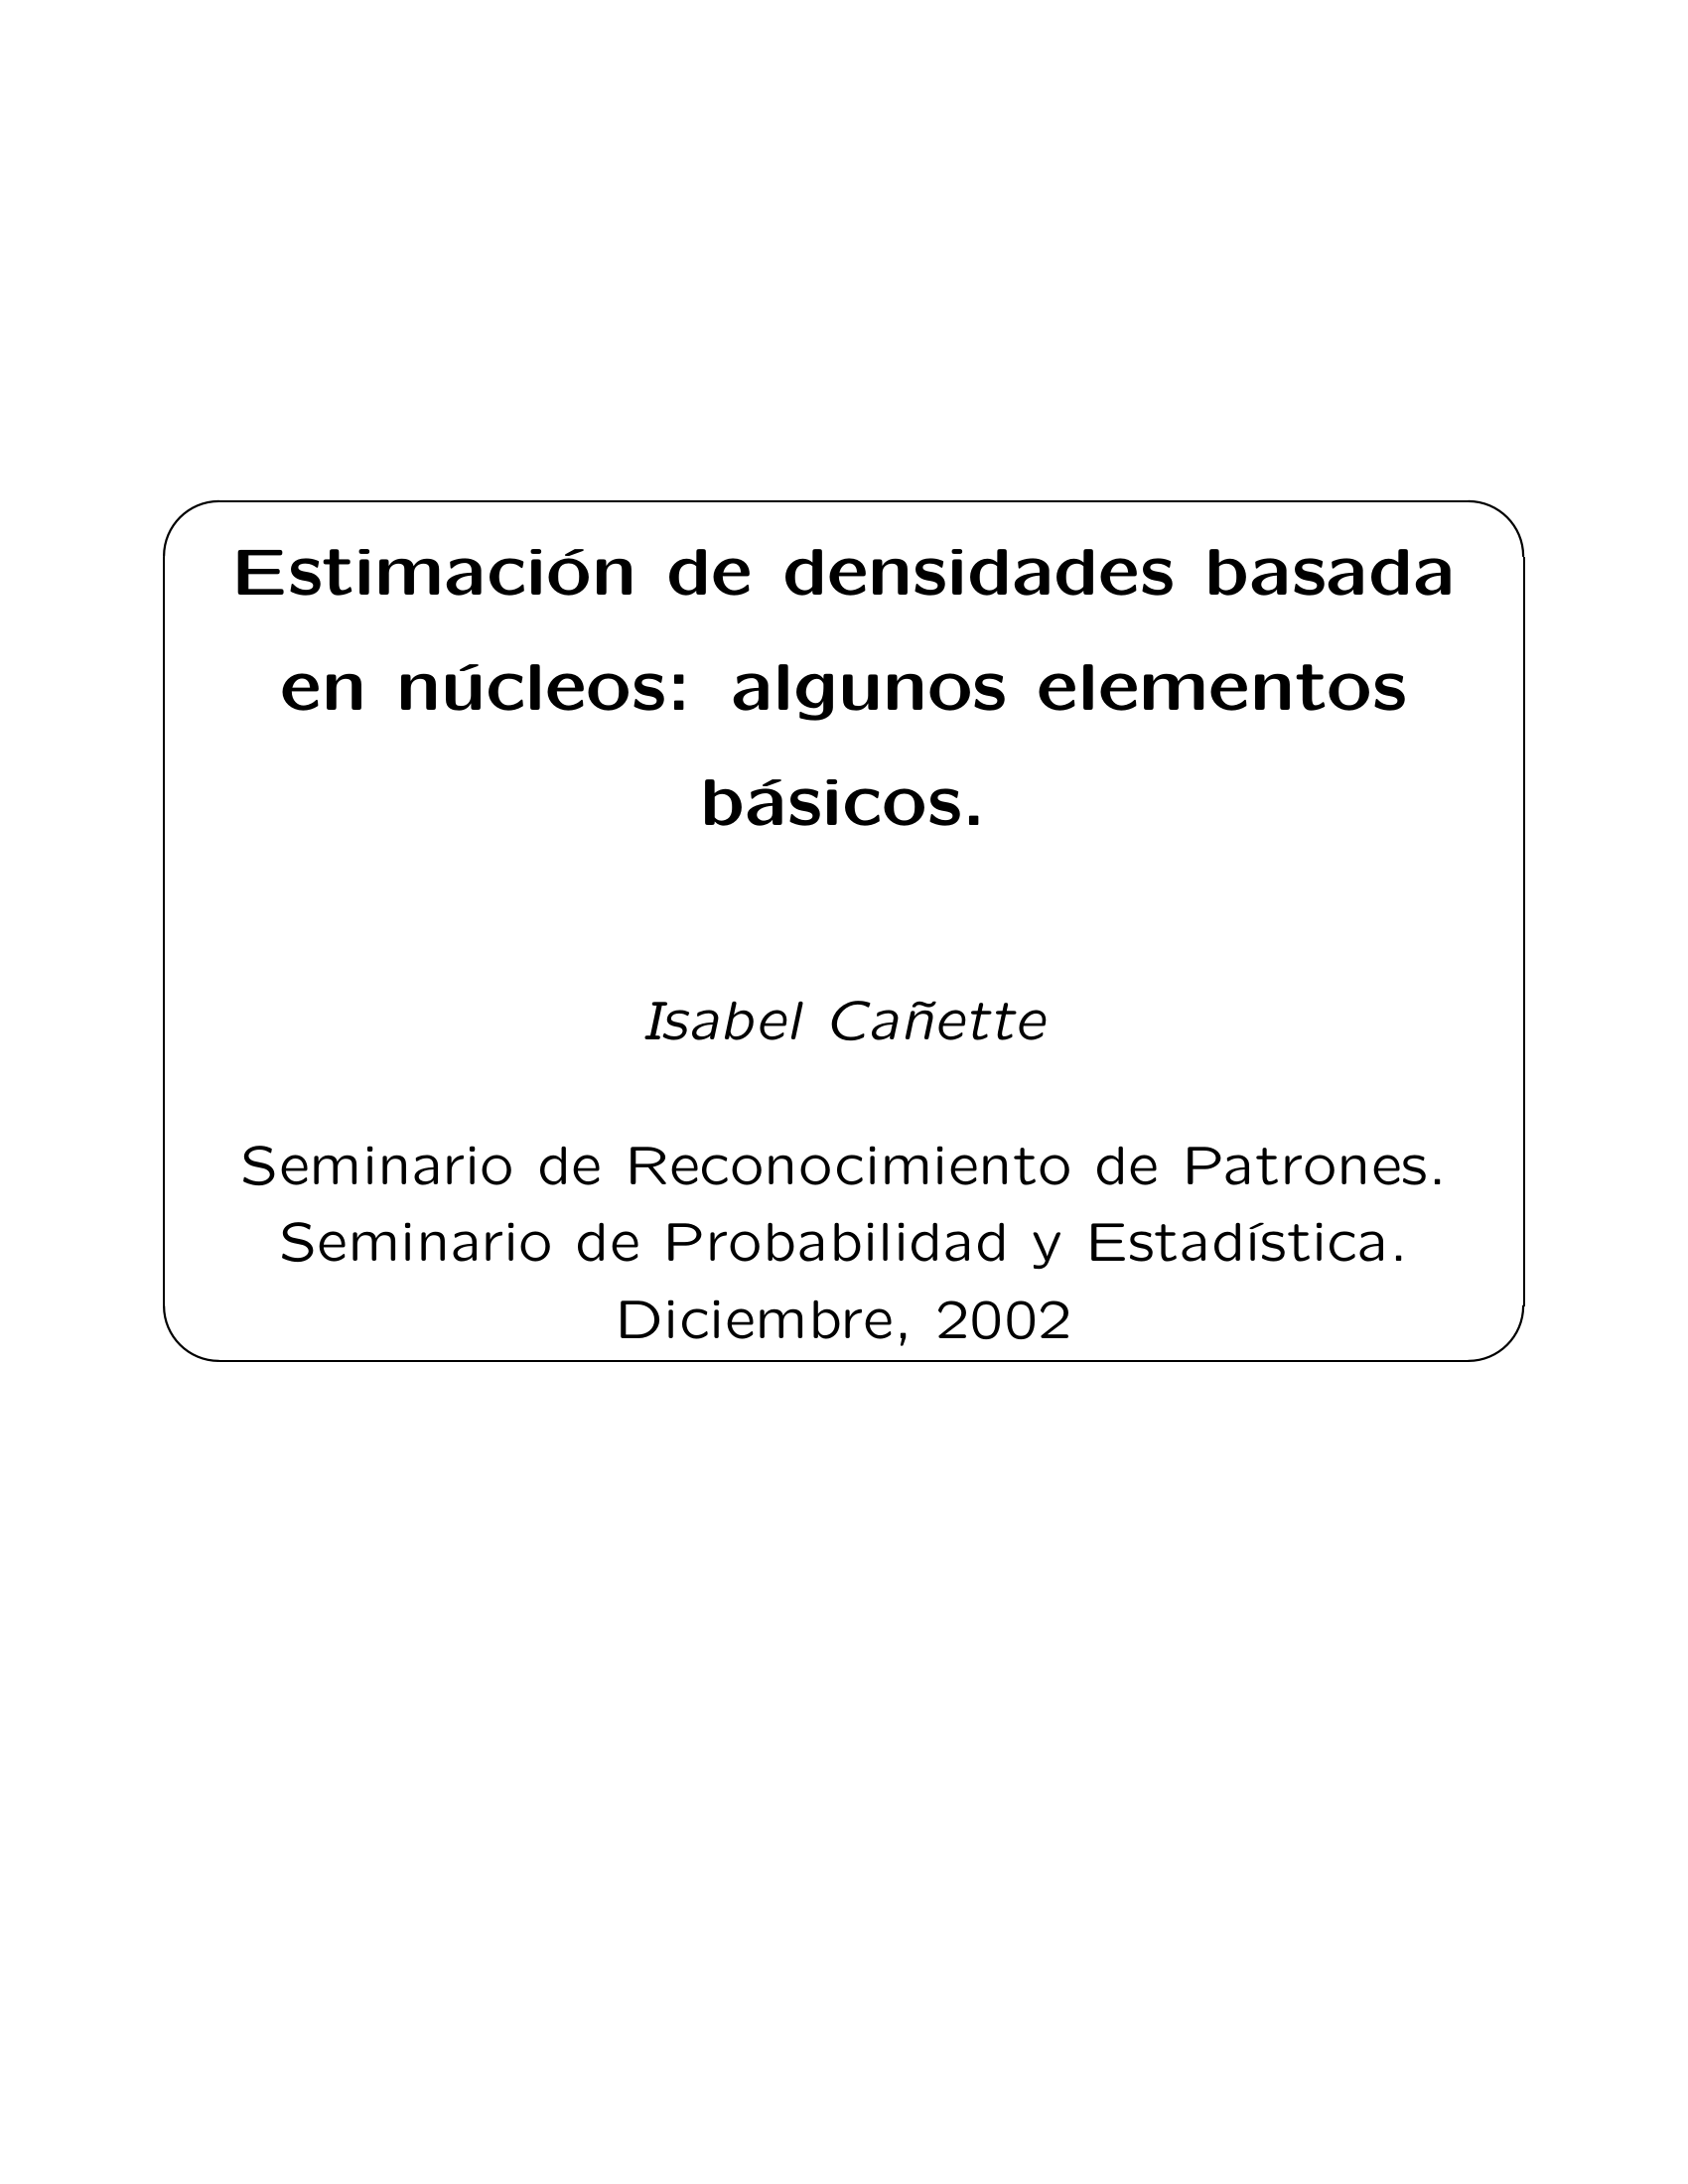 Estimación de densidades basada
en núcleos: algunos elementos
básicos.
Isabel Cañette
Seminario de Reconocimiento de Patrones.
Seminario de Probabilidad y Estadística.
Diciembre, 2002